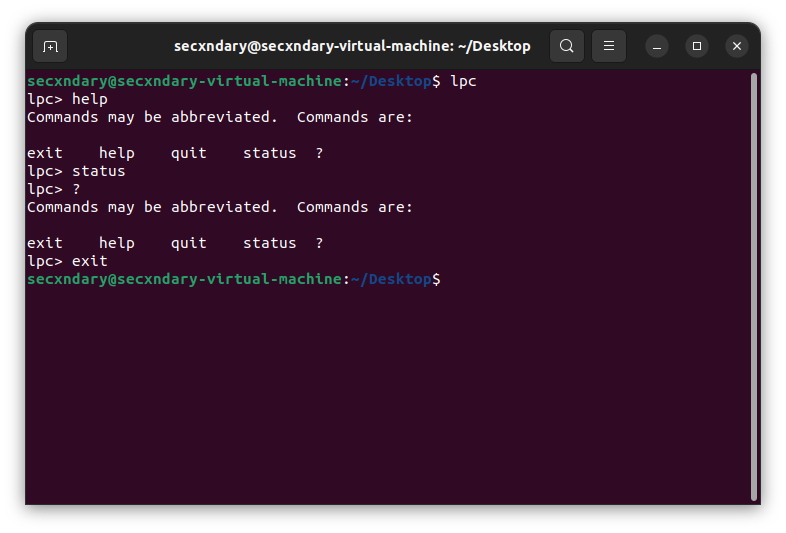 secxndary@secxndary-virtual-machine: ~/Desktop
secxndary@secxndary-virtual-machine:~/Desktop$ lpc
lpc> help
Commands may be abbreviated.  Commands are:

exit    help    quit    status  ?
lpc> status
lpc> ?
Commands may be abbreviated.  Commands are:

exit    help    quit    status  ?
lpc> exit
secxndary@secxndary-virtual-machine:~/Desktop$